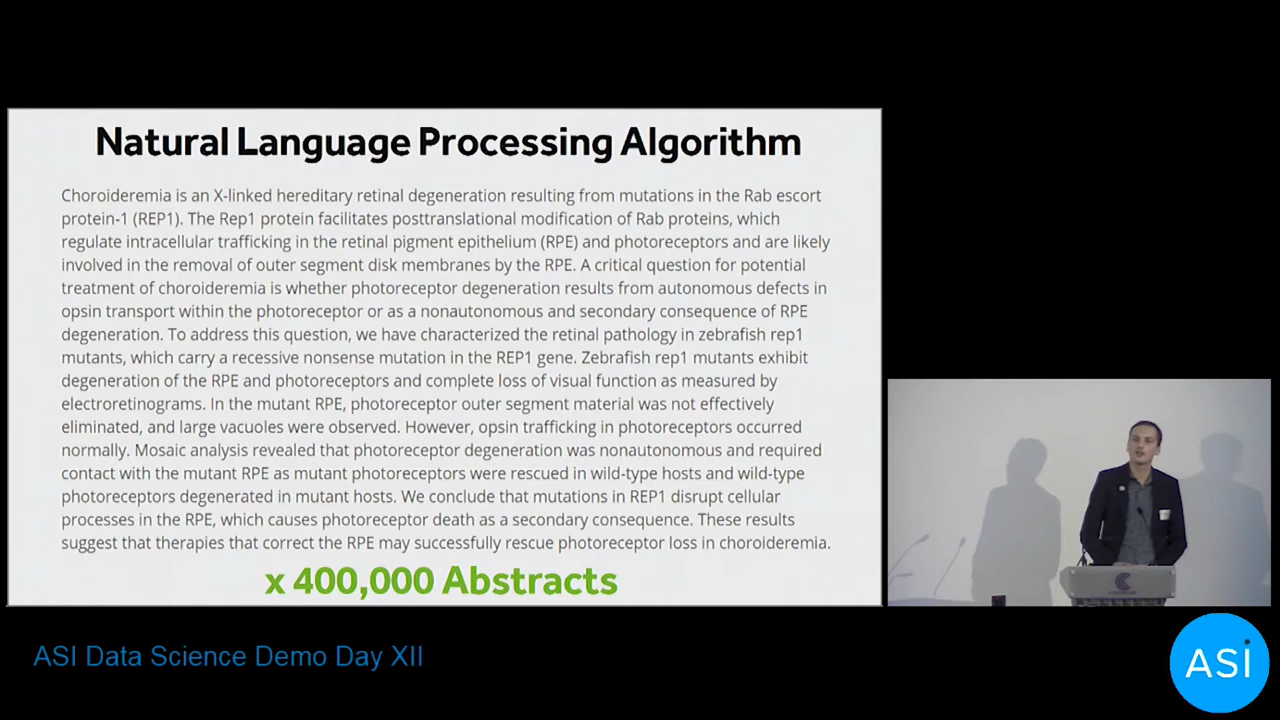 Natural Language Processing Algorithm
Choroideremia is an X-linked hereditary retinal degeneration resulting from mutations in the Rab escort
protein-1 (REP1). The Rep1 protein facilitates posttranslational modification of Rab proteins, which
regulate intracellular trafficking in the retinal pigment epithelium (RPE) and photoreceptors and are likely
involved in the removal of outer segment disk membranes by the RPE. A critical question for potential
treatment of choroideremia is whether photoreceptor degeneration results from autonomous defects in
opsin transport within the photoreceptor or as a nonautonomous and secondary consequence of RPE
degeneration. To address this question, we have characterized the retinal pathology in zebrafish rep1
mutants, which carry a recessive nonsense mutation in the REP1 gene. Zebrafish rep1 mutants exhibit
degeneration of the RPE and photoreceptors and complete loss of visual function as measured by
electroretinograms. In the mutant RPE, photoreceptor outer segment material was not effectively
eliminated, and large vacuoles were observed. However, opsin trafficking in photoreceptors occurred
normally. Mosaic analysis revealed that photoreceptor degeneration was nonautonomous and required
contact with the mutant RPE as mutant photoreceptors were rescued in wild-type hosts and wild-type
photoreceptors degenerated in mutant hosts. We conclude that mutations in REP1 disrupt cellular
processes in the RPE, which causes photoreceptor death as a secondary consequence. These results
suggest that therapies that correct the RPE may successfully rescue photoreceptor loss in choroideremia.
x 400,000 Abstracts
ASI Data Science Demo Day XII
ASI